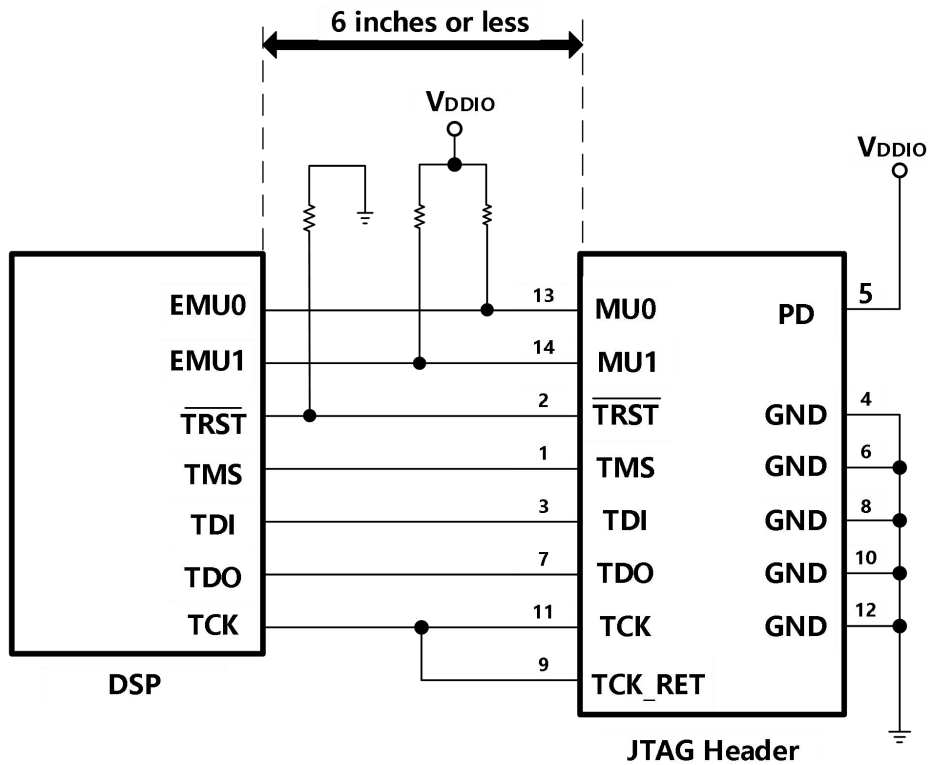 6 inches or less
VDDIO
VDDIO
EMU0
13
MU0
PD
5
EMU1
14
MU1
TRST
2
TRST
GND
4
TMS
1
TMS
GND
6
TDI
3
TDI
GND
8
TDO
7
TDO
GND
10
TCK
11
TCK
GND
12
9
TCK_RET
DSP
JTAG Header